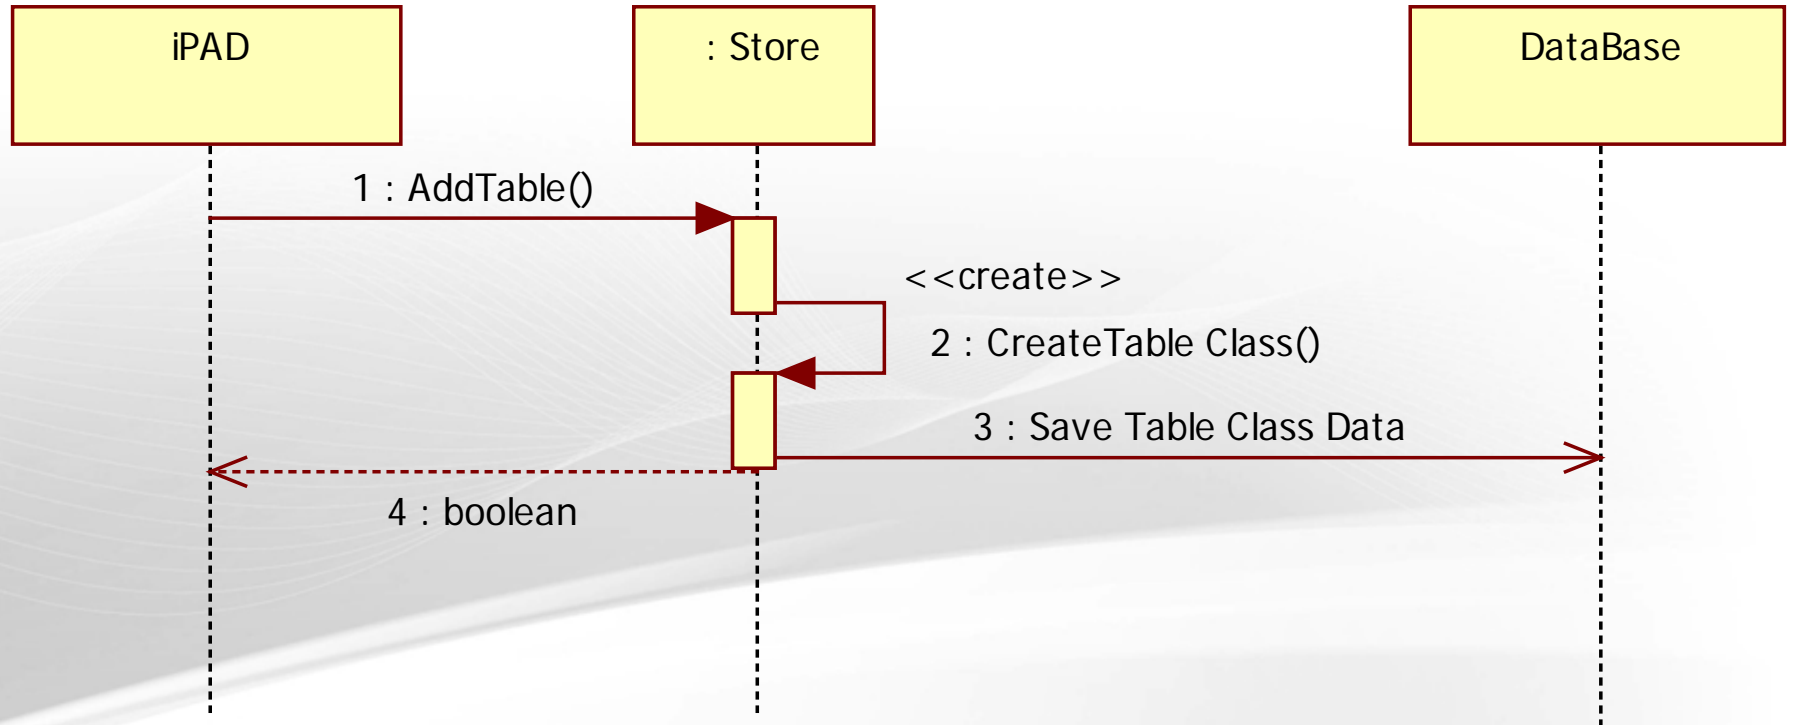 iPAD
: Store
DataBase
1 : AddTable()
<<create>>
2 : CreateTable Class()
3 : Save Table Class Data
4 : boolean